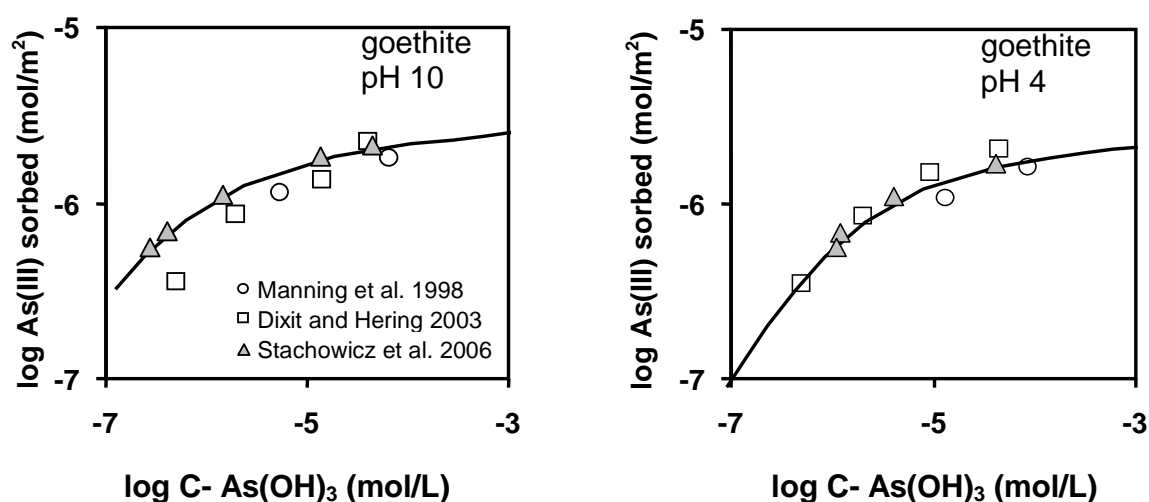 log As(III) sorbed (mol/m²)
-5
-6
-7
goethite
pH 10
Manning et al. 1998
Dixit and Hering 2003
Stachowicz et al. 2006
-7
-5
-3
log C- As(OH)₃ (mol/L)
log As(III) sorbed (mol/m²)
-5
-6
-7
goethite
pH 4
-7
-5
-3
log C- As(OH)₃ (mol/L)